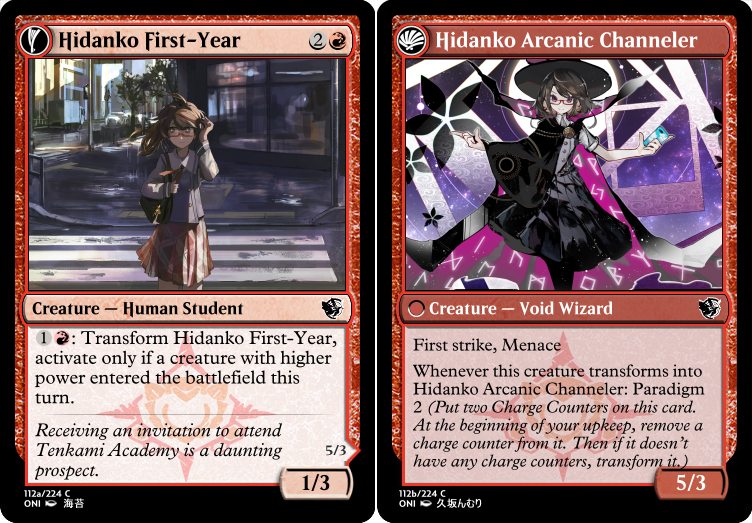 Hidanko First-Year 2
Creature — Human Student
1 : Transform Hidanko First-Year,
activate only if a creature with higher
power entered the battlefield this
turn.
Receiving an invitation to attend
Tenkami Academy is a daunting
prospect.
5/3
1/3
112a/224 C
ONI 海苔
Hidanko Arcanic Channeler
Creature — Void Wizard
First strike, Menace
Whenever this creature transforms into
Hidanko Arcanic Channeler: Paradigm
2 (Put two Charge Counters on this card.
At the beginning of your upkeep, remove a
charge counter from it. Then if it doesn't
have any charge counters, transform it.)
5/3
112b/224 C
ONI 久坂んむり